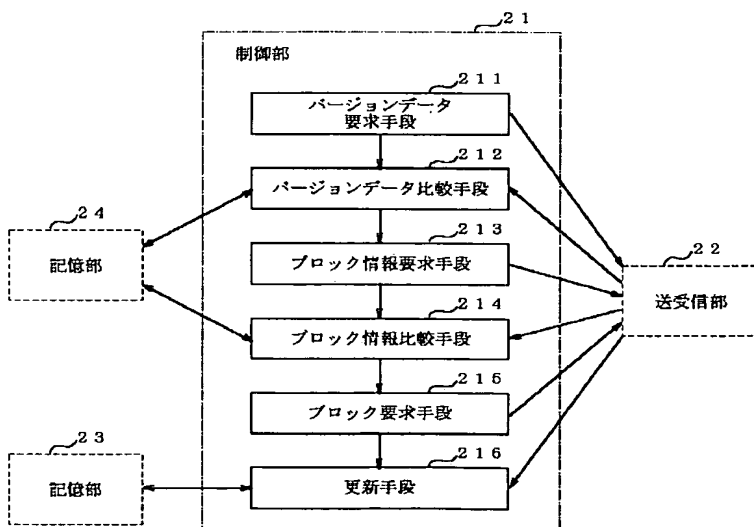 21
制御部
211
バージョンデータ
要求手段
212
バージョンデータ比較手段
24
記憶部
213
ブロック情報要求手段
22
送受信部
214
ブロック情報比較手段
215
ブロック要求手段
23
記憶部
216
更新手段